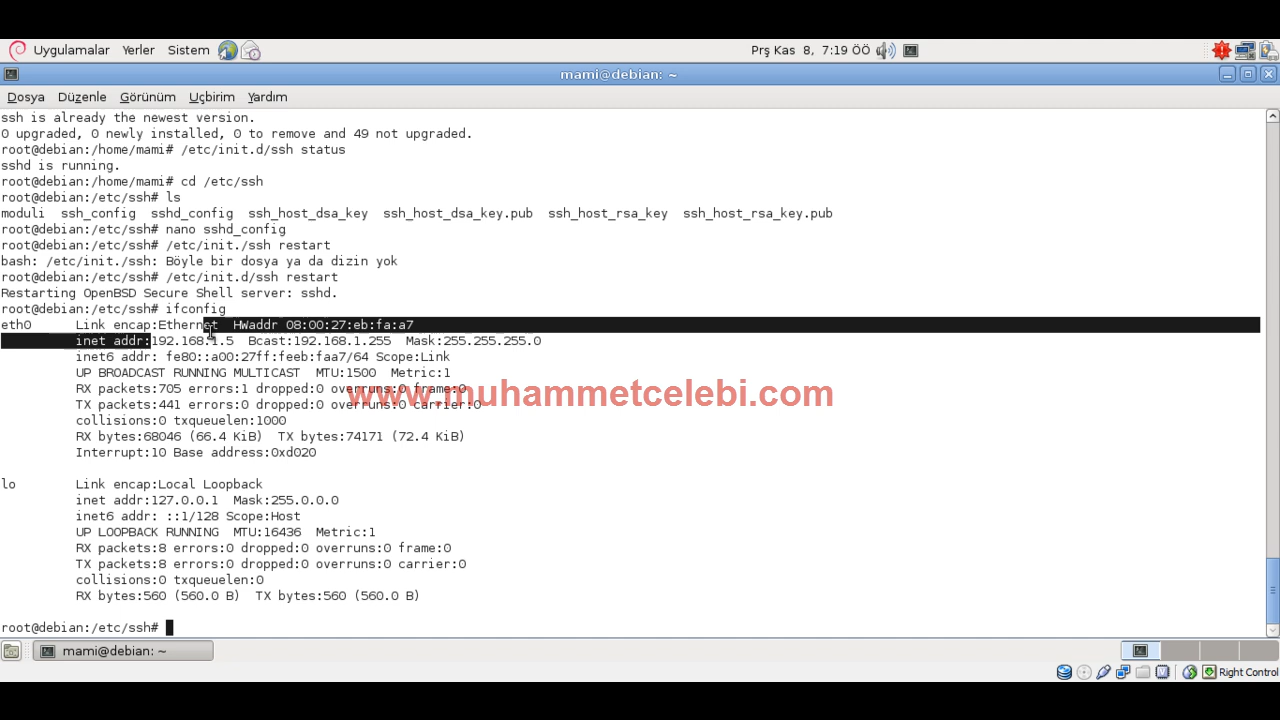 Uygulamalar Yerler Sistem Prş Kas 8, 7:19 ÖÖ
mami@debian: ~
Dosya Düzenle Görünüm Uçbirim Yardım
ssh is already the newest version.
0 upgraded, 0 newly installed, 0 to remove and 49 not upgraded.
root@debian:/home/mami# /etc/init.d/ssh status
sshd is running.
root@debian:/home/mami# cd /etc/ssh
root@debian:/etc/ssh# ls
moduli ssh_config sshd_config ssh_host_dsa_key ssh_host_dsa_key.pub ssh_host_rsa_key ssh_host_rsa_key.pub
root@debian:/etc/ssh# nano sshd_config
root@debian:/etc/ssh# /etc/init./ssh restart
bash: /etc/init./ssh: Böyle bir dosya ya da dizin yok
root@debian:/etc/ssh# /etc/init.d/ssh restart
Restarting OpenBSD Secure Shell server: sshd.
root@debian:/etc/ssh# ifconfig
eth0 Link encap:Ethernet HWaddr 08:00:27:eb:fa:a7
inet addr:192.168.1.5 Bcast:192.168.1.255 Mask:255.255.255.0
inet6 addr: fe80::a00:27ff:feeb:faa7/64 Scope:Link
UP BROADCAST RUNNING MULTICAST MTU:1500 Metric:1
RX packets:705 errors:1 dropped:0 overruns:0 frame:0
www.muhammetcelebi.com
TX packets:441 errors:0 dropped:0 overruns:0 carrier:0
collisions:0 txqueuelen:1000
RX bytes:68046 (66.4 KiB) TX bytes:74171 (72.4 KiB)
Interrupt:10 Base address:0xd020
lo Link encap:Local Loopback
inet addr:127.0.0.1 Mask:255.0.0.0
inet6 addr: ::1/128 Scope:Host
UP LOOPBACK RUNNING MTU:16436 Metric:1
RX packets:8 errors:0 dropped:0 overruns:0 frame:0
TX packets:8 errors:0 dropped:0 overruns:0 carrier:0
collisions:0 txqueuelen:0
RX bytes:560 (560.0 B) TX bytes:560 (560.0 B)
root@debian:/etc/ssh#
mami@debian: ~
Right Control